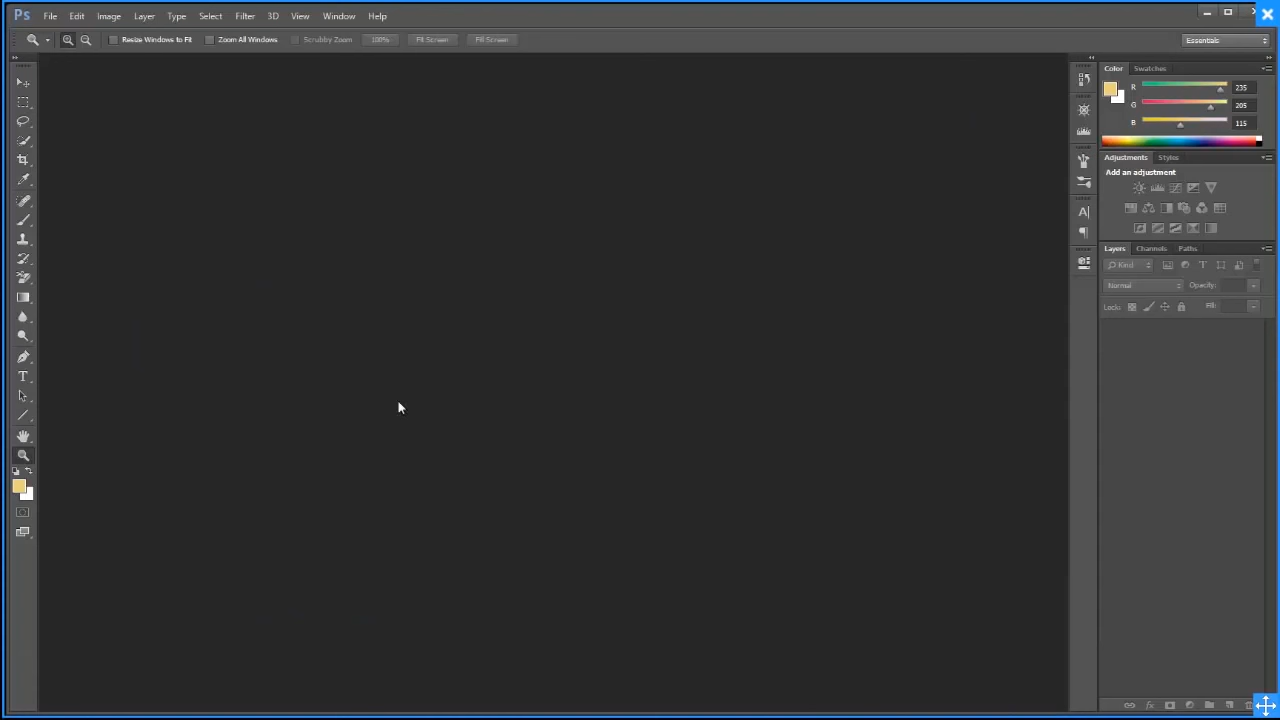 Ps File Edit Image Layer Type Select Filter 3D View Window Help
Resize Windows to Fit Zoom All Windows Scrubby Zoom 100% Fit Screen Fill Screen Essentials
Color Swatches
R 235
G 205
B 115
Adjustments Styles
Add an adjustment
Layers Channels Paths
Kind
Normal Opacity:
Lock: Fill: